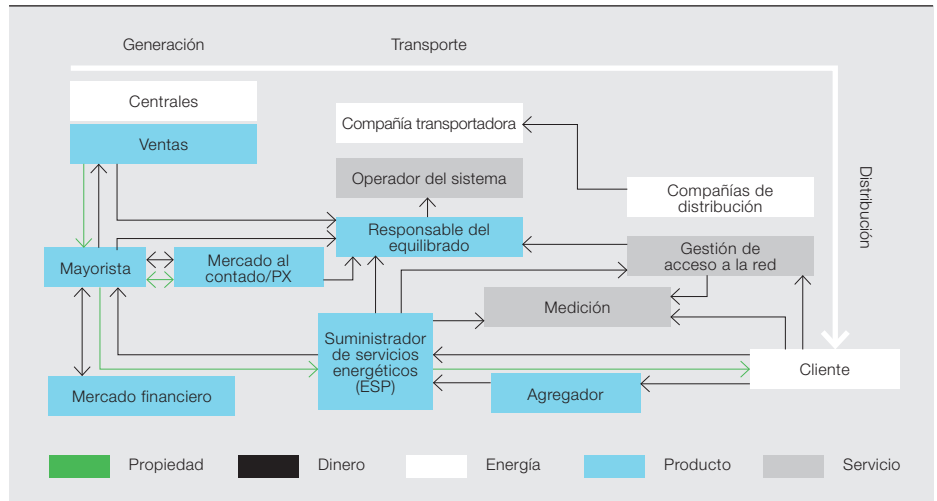 Generación
Transporte
Centrales
Ventas
Compañía transportadora
Operador del sistema
Compañías de
distribución
Distribución
Responsable del
equilibrado
Gestión de
acceso a la red
Mayorista
Mercado al
contado/PX
Medición
Suministrador
de servicios
energéticos
(ESP)
Cliente
Mercado financiero
Agregador
Propiedad
Dinero
Energía
Producto
Servicio